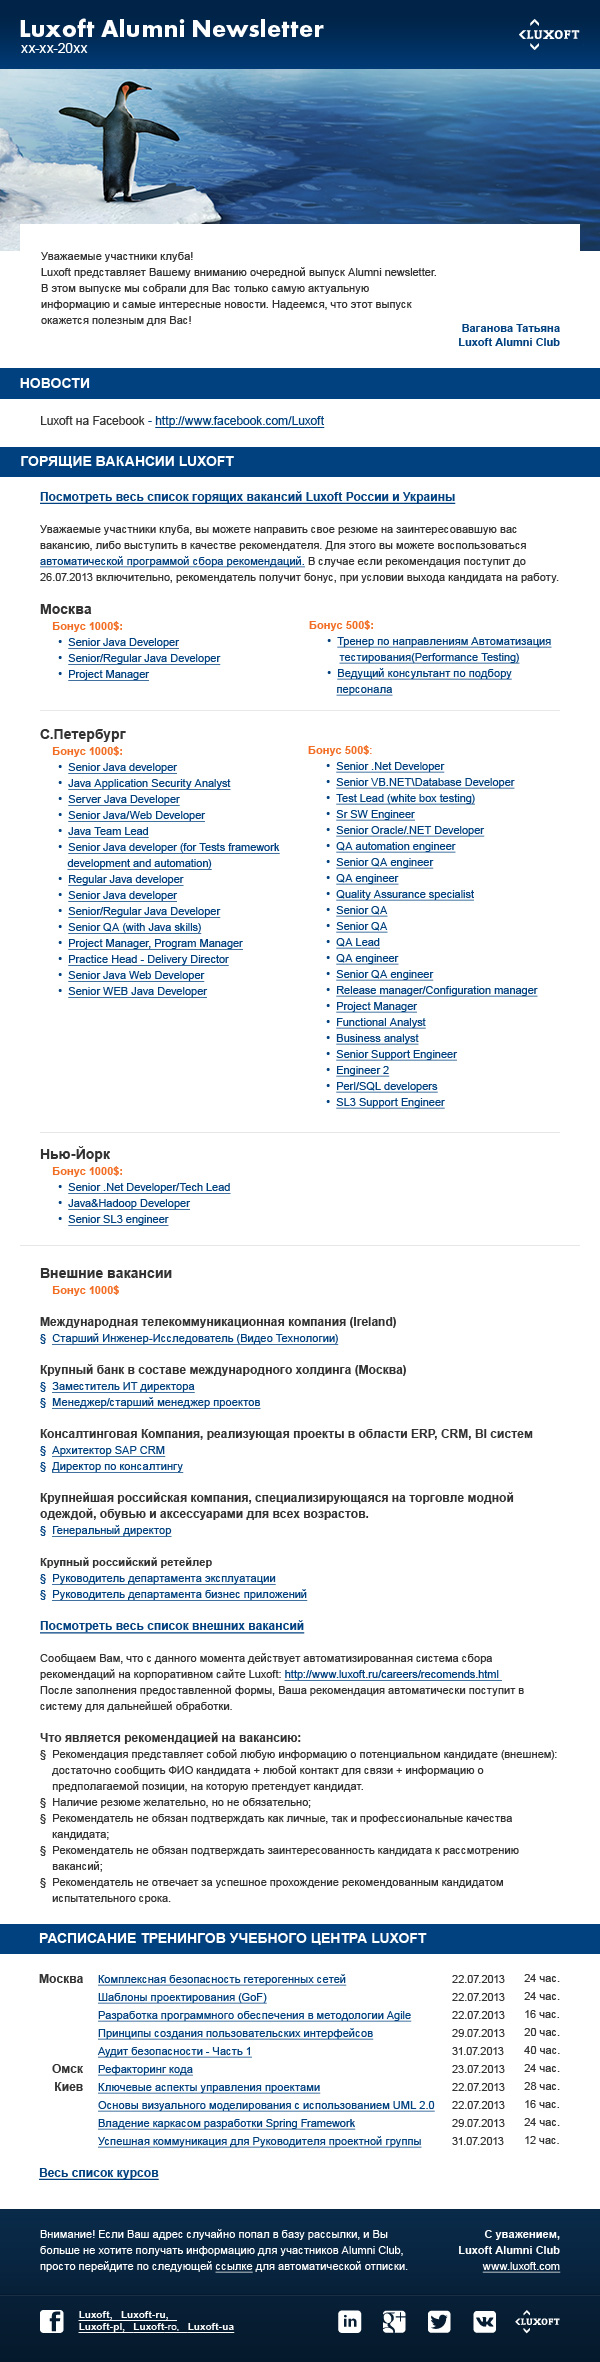 Luxoft Alumni Newsletter
xx-xx-20xx
LUXOFT
Уважаемые участники клуба!
Luxoft представляет Вашему вниманию очередной выпуск Alumni newsletter.
В этом выпуске мы собрали для Вас только самую актуальную
информацию и самые интересные новости. Надеемся, что этот выпуск
окажется полезным для Вас!
Ваганова Татьяна
Luxoft Alumni Club
НОВОСТИ
Luxoft на Facebook - http://www.facebook.com/Luxoft
ГОРЯЩИЕ ВАКАНСИИ LUXOFT
Посмотреть весь список горящих вакансий Luxoft России и Украины
Уважаемые участники клуба, вы можете направить свое резюме на заинтересовавшую вас
вакансию, либо выступить в качестве рекомендателя. Для этого вы можете воспользоваться
автоматической программой сбора рекомендаций. В случае если рекомендация поступит до
26.07.2013 включительно, рекомендатель получит бонус, при условии выхода кандидата на работу.
Москва
Бонус 1000$:
• Senior Java Developer
• Senior/Regular Java Developer
• Project Manager
Бонус 500$:
• Тренер по направлениям Автоматизация
тестирования(Performance Testing)
• Ведущий консультант по подбору
персонала
С.Петербург
Бонус 1000$:
• Senior Java developer
• Java Application Security Analyst
• Server Java Developer
• Senior Java/Web Developer
• Java Team Lead
• Senior Java developer (for Tests framework
development and automation)
• Regular Java developer
• Senior Java developer
• Senior/Regular Java Developer
• Senior QA (with Java skills)
• Project Manager, Program Manager
• Practice Head - Delivery Director
• Senior Java Web Developer
• Senior WEB Java Developer
Бонус 500$:
• Senior .Net Developer
• Senior VB.NET\Database Developer
• Test Lead (white box testing)
• Sr SW Engineer
• Senior Oracle/.NET Developer
• QA automation engineer
• Senior QA engineer
• QA engineer
• Quality Assurance specialist
• Senior QA
• Senior QA
• QA Lead
• QA engineer
• Senior QA engineer
• Release manager/Configuration manager
• Project Manager
• Functional Analyst
• Business analyst
• Senior Support Engineer
• Engineer 2
• Perl/SQL developers
• SL3 Support Engineer
Нью-Йорк
Бонус 1000$:
• Senior .Net Developer/Tech Lead
• Java&Hadoop Developer
• Senior SL3 engineer
Внешние вакансии
Бонус 1000$
Международная телекоммуникационная компания (Ireland)
§ Старший Инженер-Исследователь (Видео Технологии)
Крупный банк в составе международного холдинга (Москва)
§ Заместитель ИТ директора
§ Менеджер/старший менеджер проектов
Консалтинговая Компания, реализующая проекты в области ERP, CRM, BI систем
§ Архитектор SAP CRM
§ Директор по консалтингу
Крупнейшая российская компания, специализирующаяся на торговле модной
одеждой, обувью и аксессуарами для всех возрастов.
§ Генеральный директор
Крупный российский ретейлер
§ Руководитель департамента эксплуатации
§ Руководитель департамента бизнес приложений
Посмотреть весь список внешних вакансий
Сообщаем Вам, что с данного момента действует автоматизированная система сбора
рекомендаций на корпоративном сайте Luxoft: http://www.luxoft.ru/careers/recomends.html
После заполнения предоставленной формы, Ваша рекомендация автоматически поступит в
систему для дальнейшей обработки.
Что является рекомендацией на вакансию:
§ Рекомендация представляет собой любую информацию о потенциальном кандидате (внешнем):
достаточно сообщить ФИО кандидата + любой контакт для связи + информацию о
предполагаемой позиции, на которую претендует кандидат.
§ Наличие резюме желательно, но не обязательно;
§ Рекомендатель не обязан подтверждать как личные, так и профессиональные качества
кандидата;
§ Рекомендатель не обязан подтверждать заинтересованность кандидата к рассмотрению
вакансий;
§ Рекомендатель не отвечает за успешное прохождение рекомендованным кандидатом
испытательного срока.
РАСПИСАНИЕ ТРЕНИНГОВ УЧЕБНОГО ЦЕНТРА LUXOFT
Москва Комплексная безопасность гетерогенных сетей 22.07.2013 24 час.
Шаблоны проектирования (GoF) 22.07.2013 24 час.
Разработка программного обеспечения в методологии Agile 22.07.2013 16 час.
Принципы создания пользовательских интерфейсов 29.07.2013 20 час.
Аудит безопасности - Часть 1 31.07.2013 40 час.
Омск Рефакторинг кода 23.07.2013 24 час.
Киев Ключевые аспекты управления проектами 22.07.2013 28 час.
Основы визуального моделирования с использованием UML 2.0 22.07.2013 16 час.
Владение каркасом разработки Spring Framework 29.07.2013 24 час.
Успешная коммуникация для Руководителя проектной группы 31.07.2013 12 час.
Весь список курсов
Внимание! Если Ваш адрес случайно попал в базу рассылки, и Вы
больше не хотите получать информацию для участников Alumni Club,
просто перейдите по следующей ссылке для автоматической отписки.
С уважением,
Luxoft Alumni Club
www.luxoft.com
Luxoft, Luxoft-ru,
Luxoft-pl, Luxoft-ro, Luxoft-ua
LUXOFT